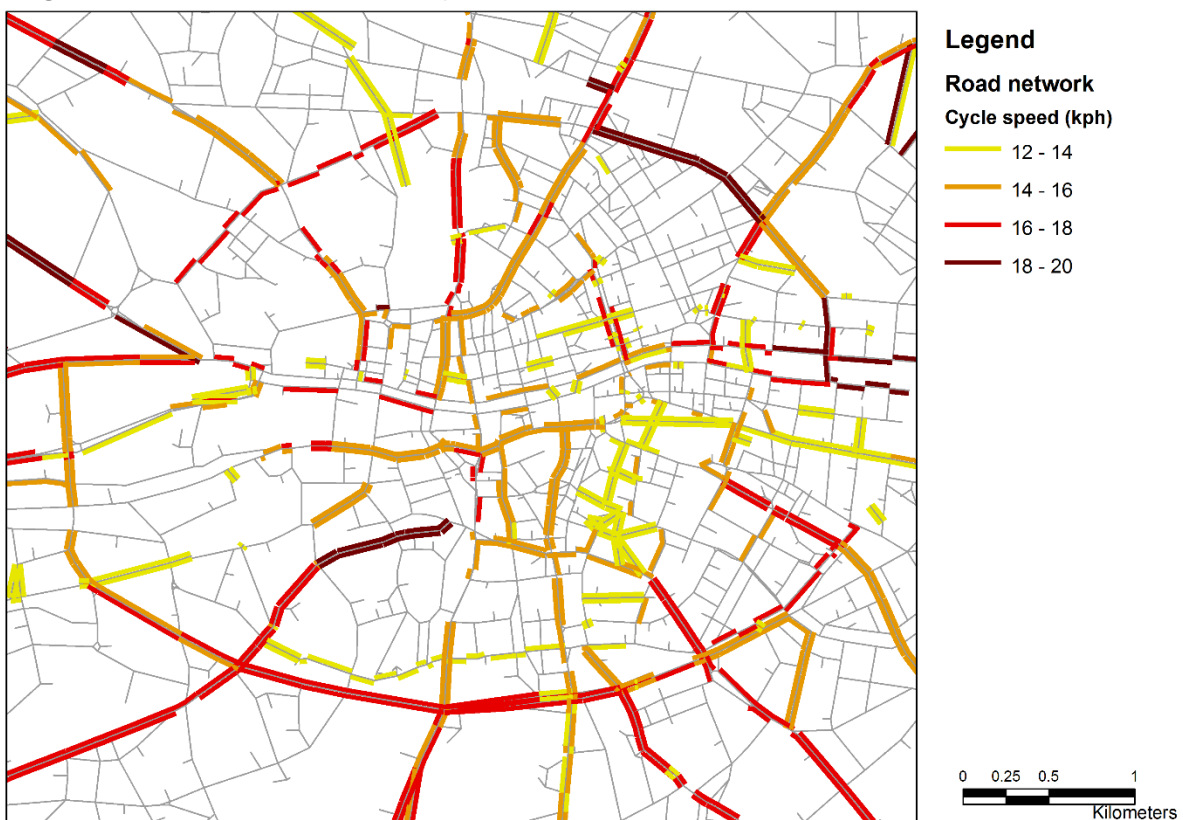 Legend
Road network
Cycle speed (kph)
12 - 14
14 - 16
16 - 18
18 - 20
0 0.25 0.5 1
Kilometers